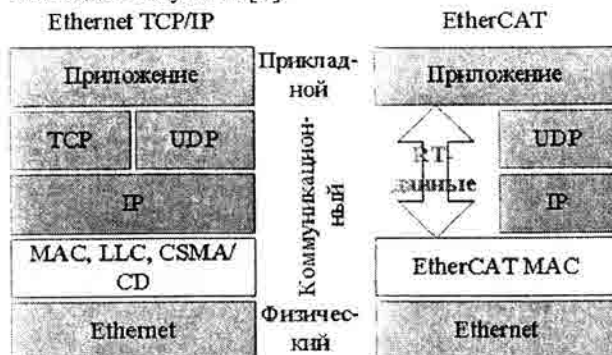 Ethernet TCP/IP
EtherCAT
Приложение
Приклад-
ной
Приложение
TCP
UDP
Коммуникацион-
ный
RT-
данные
UDP
IP
IP
MAC, LLC, CSMA/
CD
EtherCAT MAC
Ethernet
Физичес-
кий
Ethernet